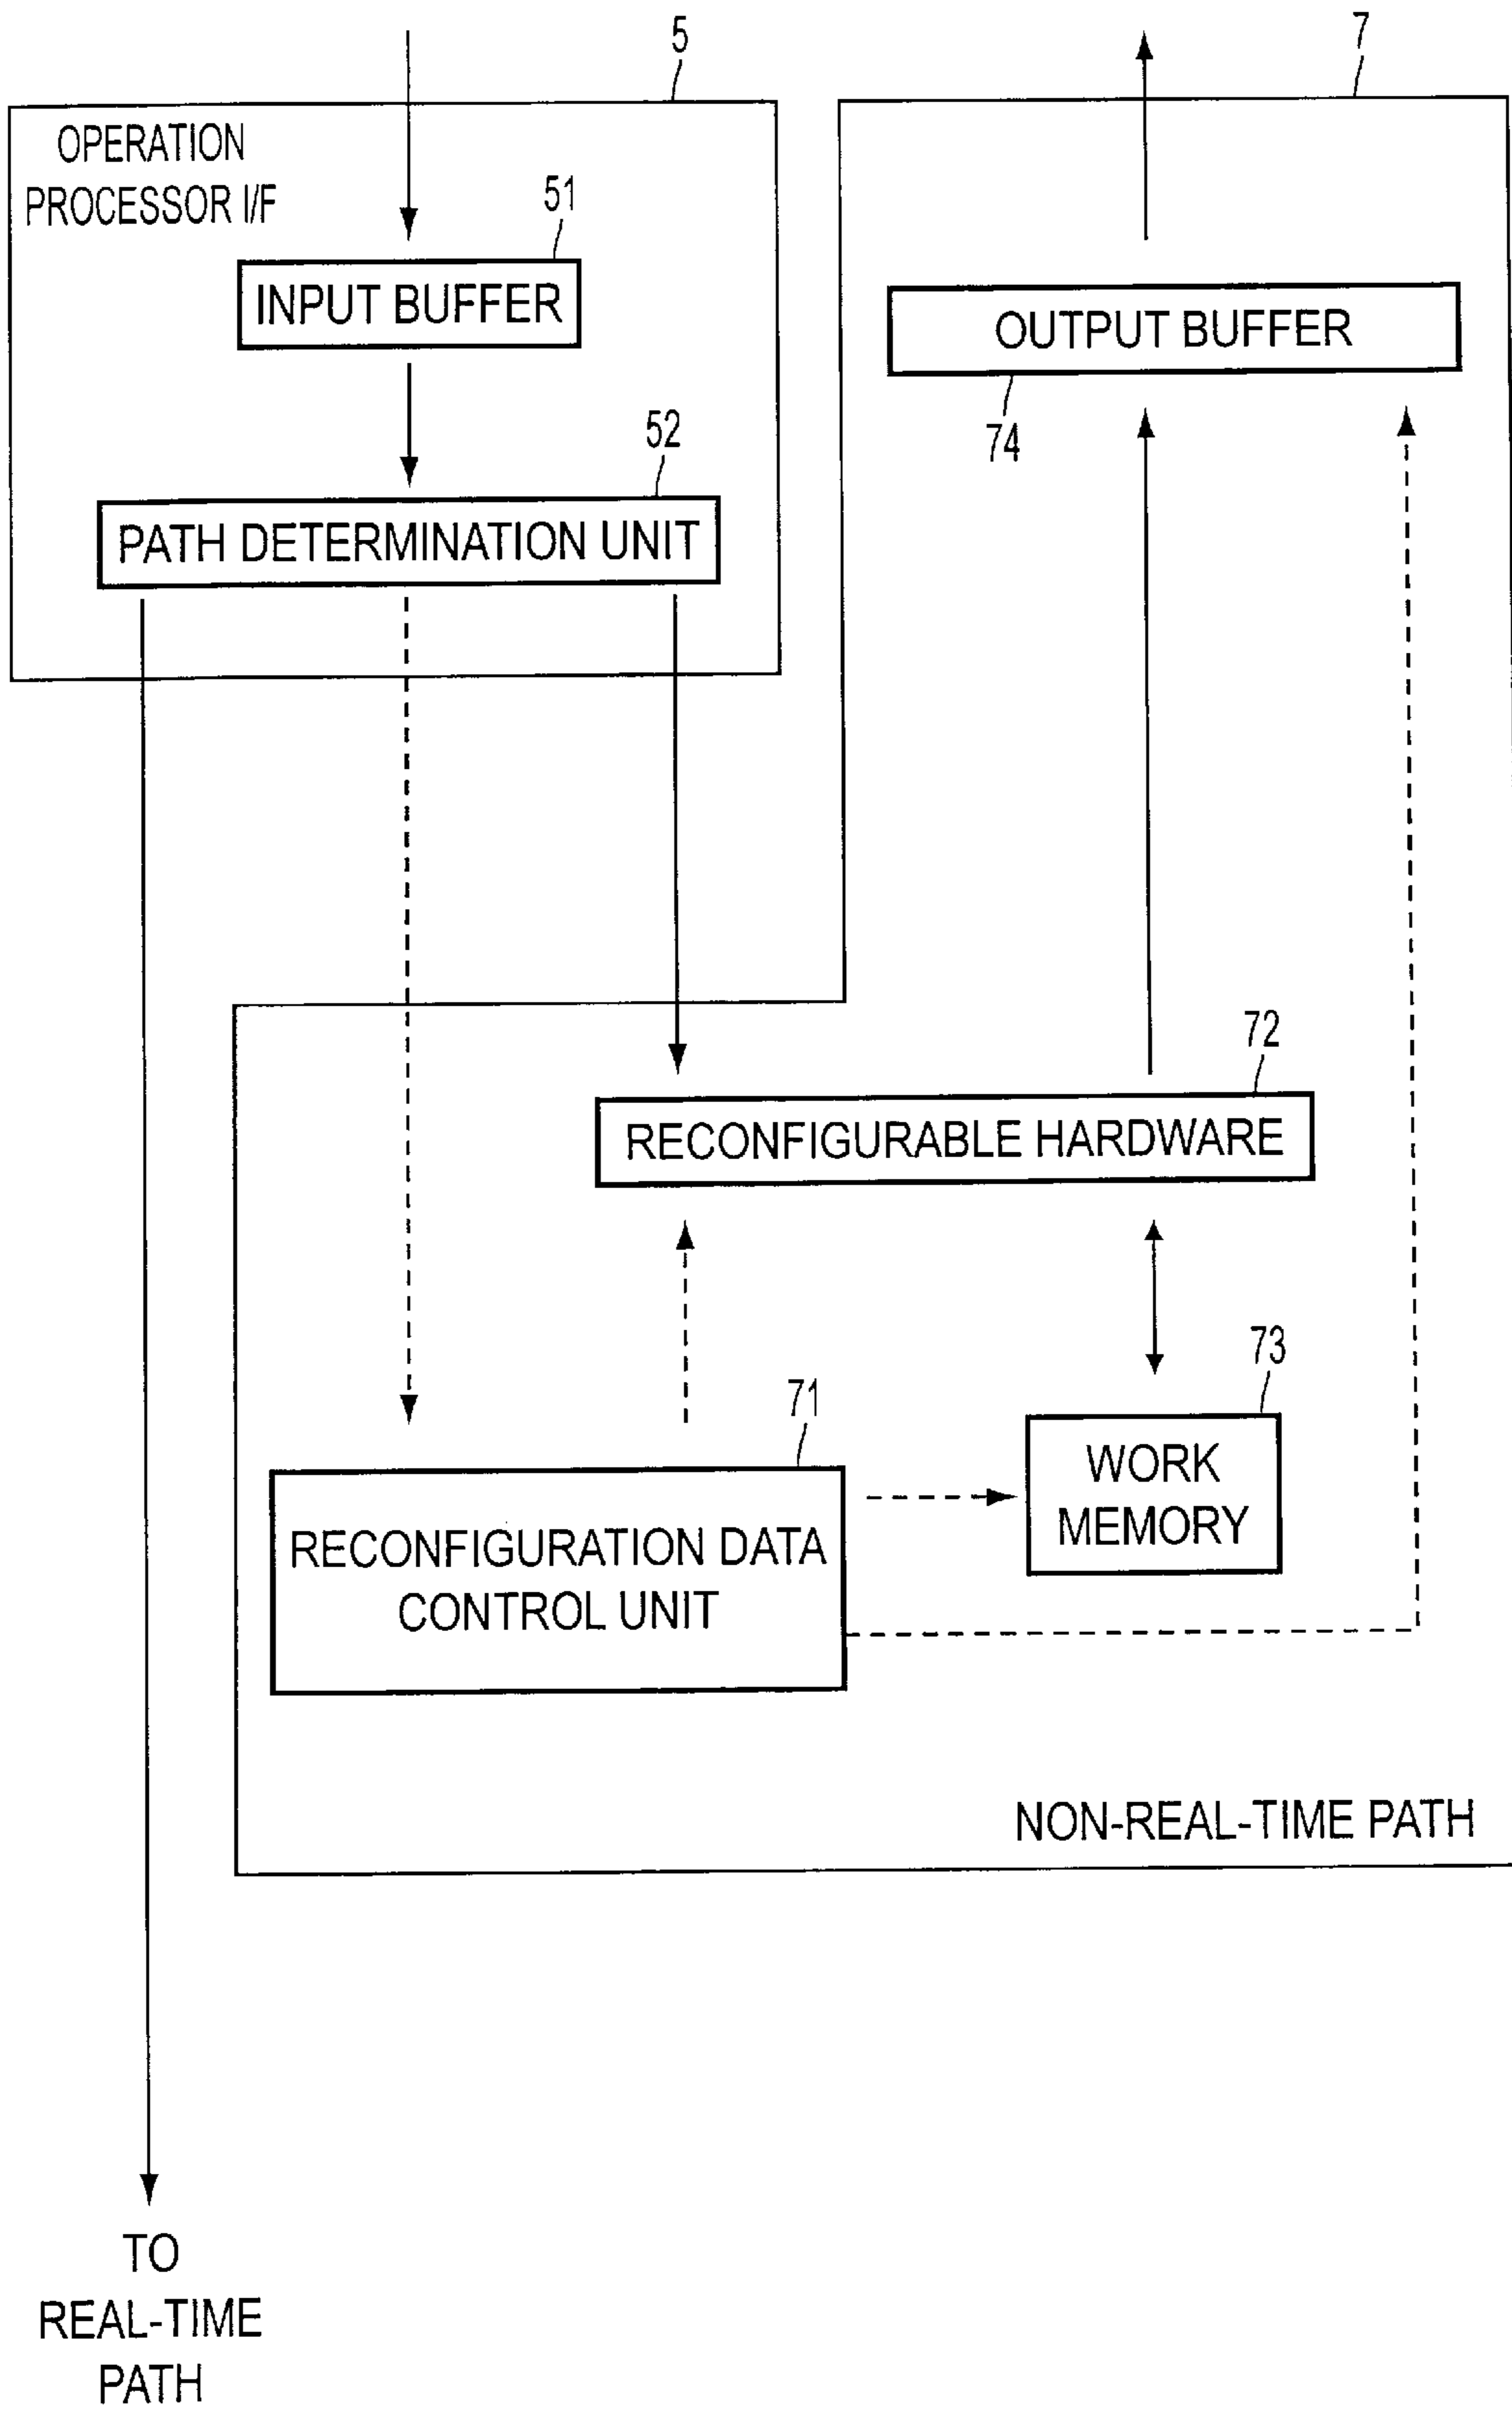 5
7
OPERATION
PROCESSOR I/F
51
INPUT BUFFER
OUTPUT BUFFER
74
52
PATH DETERMINATION UNIT
72
RECONFIGURABLE HARDWARE
73
71
WORK
MEMORY
RECONFIGURATION DATA
CONTROL UNIT
NON-REAL-TIME PATH
TO
REAL-TIME
PATH